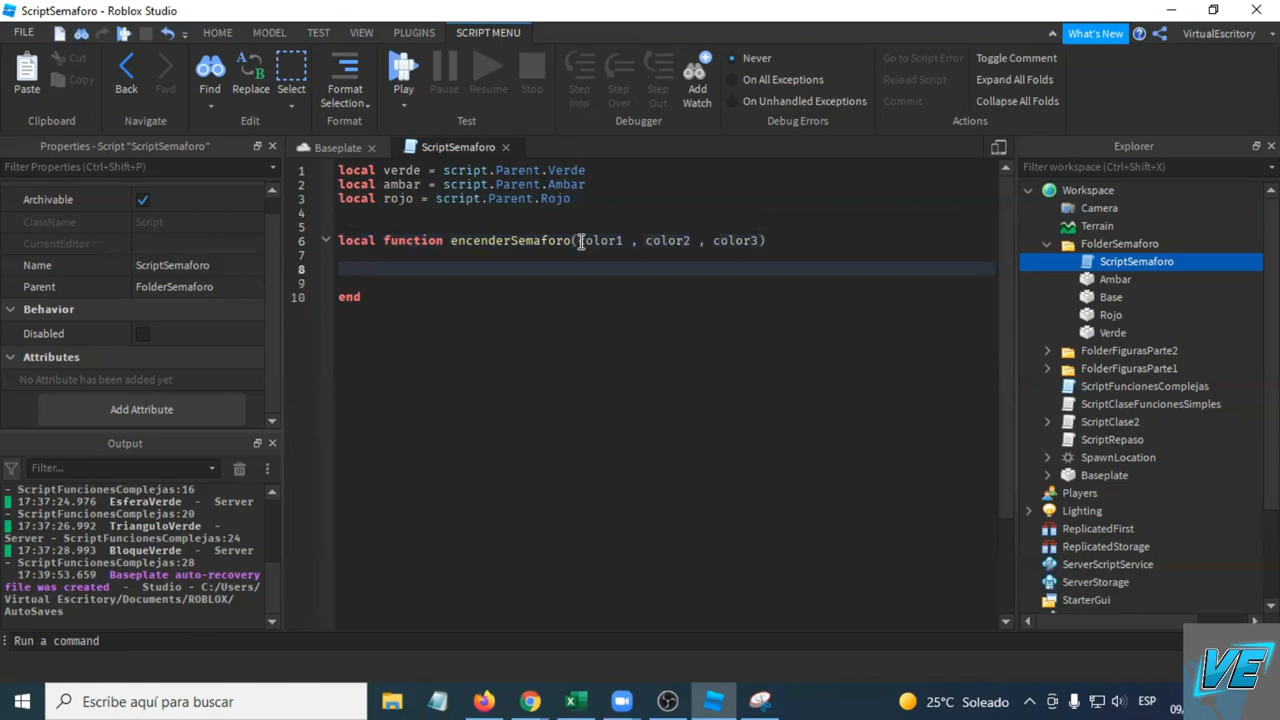 ScriptSemaforo - Roblox Studio
FILE HOME MODEL TEST VIEW PLUGINS SCRIPT MENU What's New VirtualEscritory
Paste Cut Copy Back Fwd Find Replace Select Format Selection... Play Pause Resume Stop Step Into Step Over Step Out Add Watch
Never
On All Exceptions
On Unhandled Exceptions
Go to Script Error
Reload Script
Commit
Toggle Comment
Expand All Folds
Collapse All Folds
Clipboard Navigate Edit Format Test Debugger Debug Errors Actions
Properties - Script "ScriptSemaforo"
Filter Properties (Ctrl+Shift+P)
Archivable
ClassName Script
CurrentEditor
Name ScriptSemaforo
Parent FolderSemaforo
Behavior
Disabled
Attributes
No Attribute has been added yet
Add Attribute
Output
Filter...
- ScriptFuncionesComplejas:16
17:37:24.976 EsferaVerde - Server
- ScriptFuncionesComplejas:20
17:37:26.992 TrianguloVerde -
Server - ScriptFuncionesComplejas:24
17:37:28.993 BloqueVerde - Server
- ScriptFuncionesComplejas:28
17:39:53.659 Baseplate auto-recovery
file was created - Studio - C:/Users/
Virtual Escritory/Documents/ROBLOX/
AutoSaves
Baseplate ScriptSemaforo
1 local verde = script.Parent.Verde
2 local ambar = script.Parent.Ambar
3 local rojo = script.Parent.Rojo
4
5
6 local function encenderSemaforo(color1 , color2 , color3)
7
8
9
10 end
Explorer
Filter workspace (Ctrl+Shift+X)
Workspace
Camera
Terrain
FolderSemaforo
ScriptSemaforo
Ambar
Base
Rojo
Verde
FolderFigurasParte2
FolderFigurasParte1
ScriptFuncionesComplejas
ScriptClaseFuncionesSimples
ScriptClase2
ScriptRepaso
SpawnLocation
Baseplate
Players
Lighting
ReplicatedFirst
ReplicatedStorage
ServerScriptService
ServerStorage
StarterGui
Run a command
VE
Escribe aquí para buscar
25°C Soleado
ESP
09/